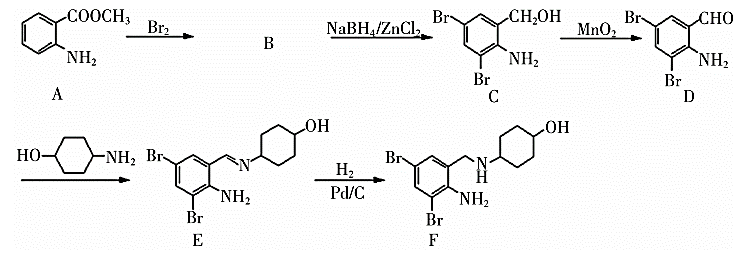 COOCH₃
NH₂
A
Br₂
B
NaBH₄/ZnCl₂
Br
CH₂OH
NH₂
Br
C
MnO₂
Br
CHO
NH₂
Br
D
HO
NH₂
Br
N
OH
NH₂
Br
E
H₂
Pd/C
Br
N
H
OH
NH₂
Br
F